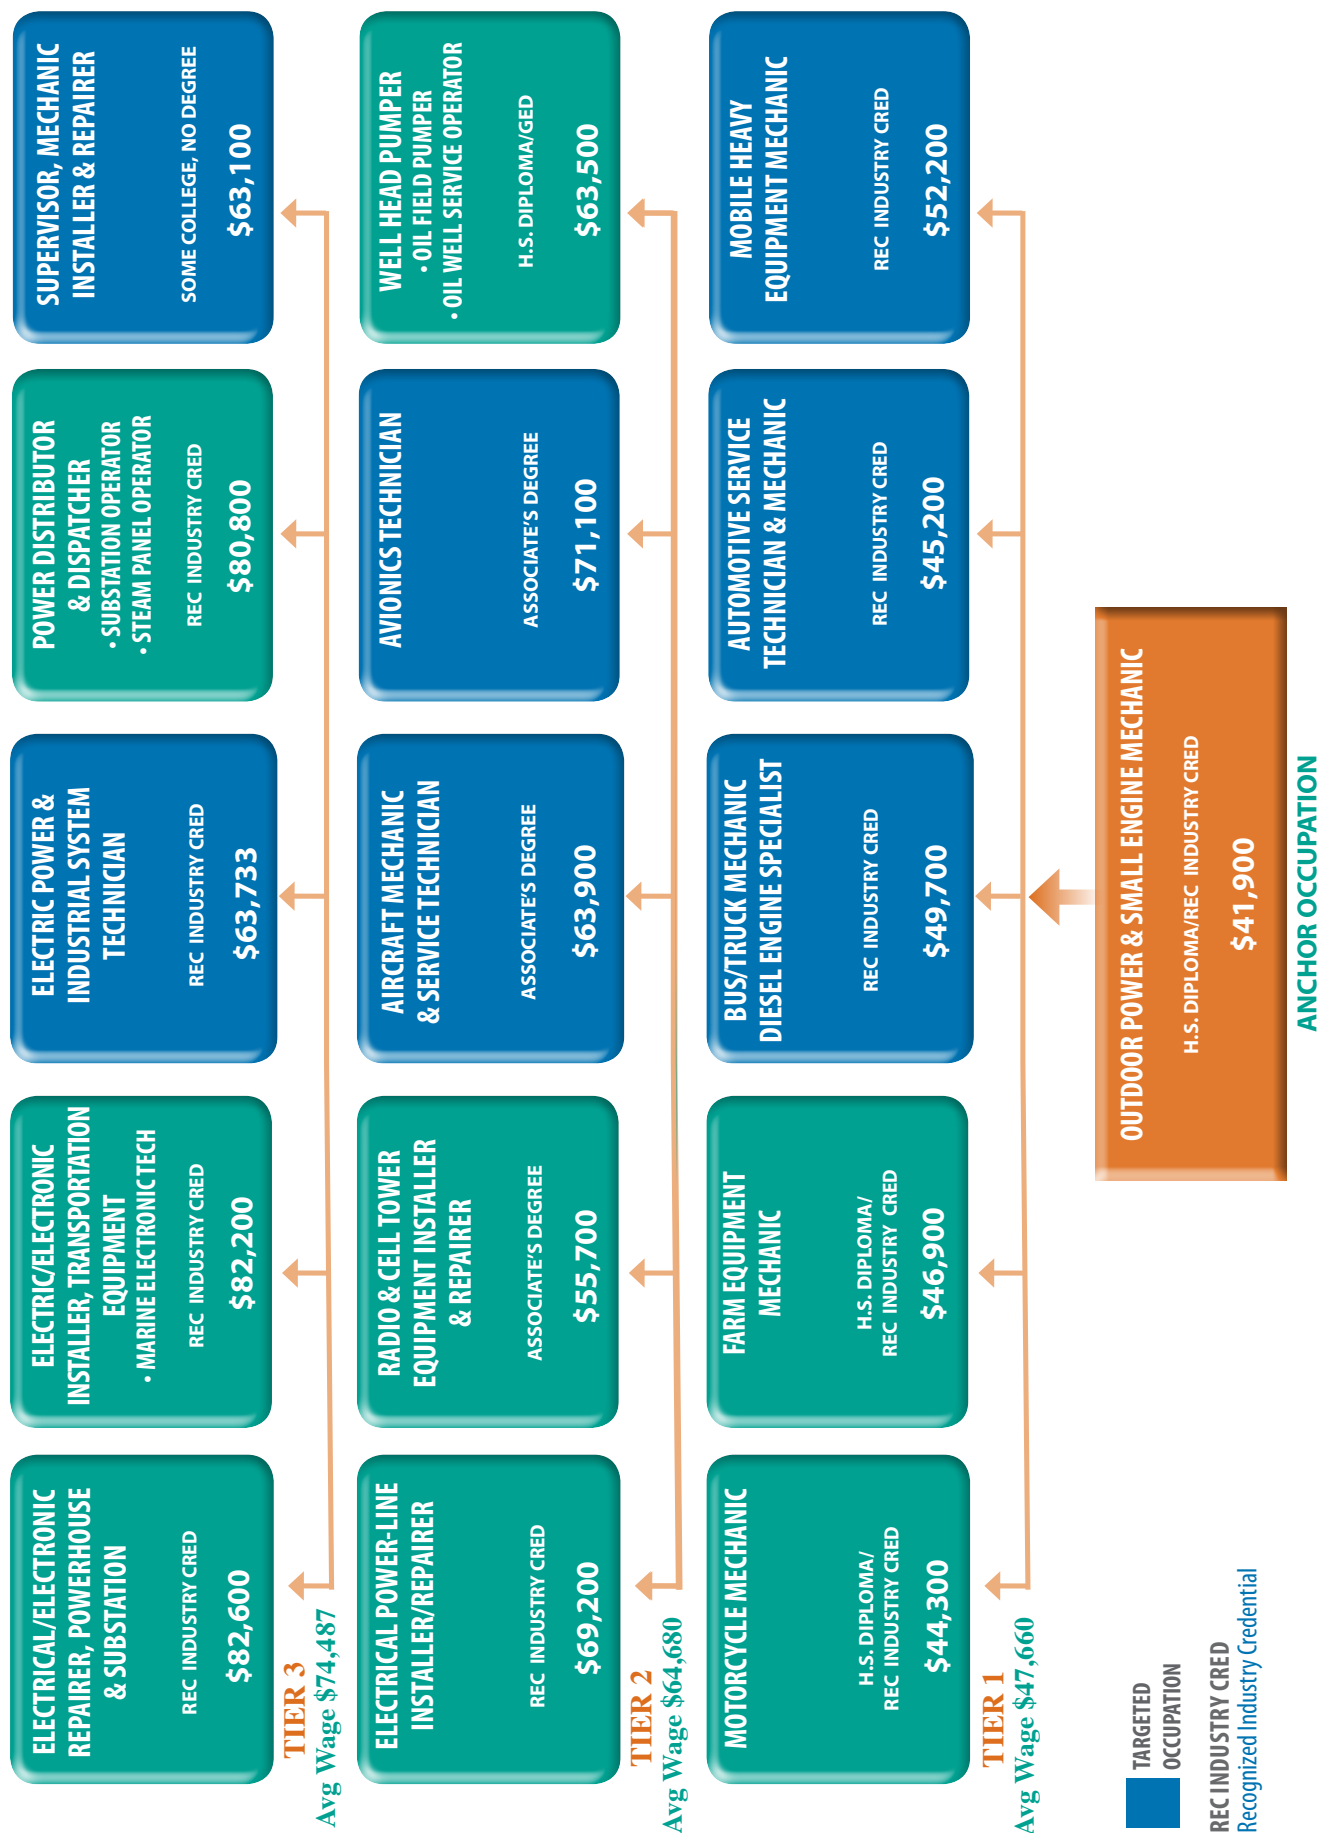 ELECTRICAL/ELECTRONIC
REPAIRER, POWERHOUSE
& SUBSTATION
REC INDUSTRY CRED
$82,600
ELECTRIC/ELECTRONIC
INSTALLER, TRANSPORTATION
EQUIPMENT
• MARINE ELECTRONIC TECH
REC INDUSTRY CRED
$82,200
ELECTRIC POWER &
INDUSTRIAL SYSTEM
TECHNICIAN
REC INDUSTRY CRED
$63,733
POWER DISTRIBUTOR
& DISPATCHER
• SUBSTATION OPERATOR
• STEAM PANEL OPERATOR
REC INDUSTRY CRED
$80,800
SUPERVISOR, MECHANIC
INSTALLER & REPAIRER
SOME COLLEGE, NO DEGREE
$63,100
TIER 3
Avg Wage $74,487
ELECTRICAL POWER-LINE
INSTALLER/REPAIRER
REC INDUSTRY CRED
$69,200
RADIO & CELL TOWER
EQUIPMENT INSTALLER
& REPAIRER
ASSOCIATE'S DEGREE
$55,700
AIRCRAFT MECHANIC
& SERVICE TECHNICIAN
ASSOCIATE'S DEGREE
$63,900
AVIONICS TECHNICIAN
ASSOCIATE'S DEGREE
$71,100
WELL HEAD PUMPER
• OIL FIELD PUMPER
• OIL WELL SERVICE OPERATOR
H.S. DIPLOMA/GED
$63,500
TIER 2
Avg Wage $64,680
MOTORCYCLE MECHANIC
H.S. DIPLOMA/
REC INDUSTRY CRED
$44,300
FARM EQUIPMENT
MECHANIC
H.S. DIPLOMA/
REC INDUSTRY CRED
$46,900
BUS/TRUCK MECHANIC
DIESEL ENGINE SPECIALIST
REC INDUSTRY CRED
$49,700
AUTOMOTIVE SERVICE
TECHNICIAN & MECHANIC
REC INDUSTRY CRED
$45,200
MOBILE HEAVY
EQUIPMENT MECHANIC
REC INDUSTRY CRED
$52,200
TIER 1
Avg Wage $47,660
OUTDOOR POWER & SMALL ENGINE MECHANIC
H.S. DIPLOMA/REC INDUSTRY CRED
$41,900
ANCHOR OCCUPATION
TARGETED
OCCUPATION
REC INDUSTRY CRED
Recognized Industry Credential